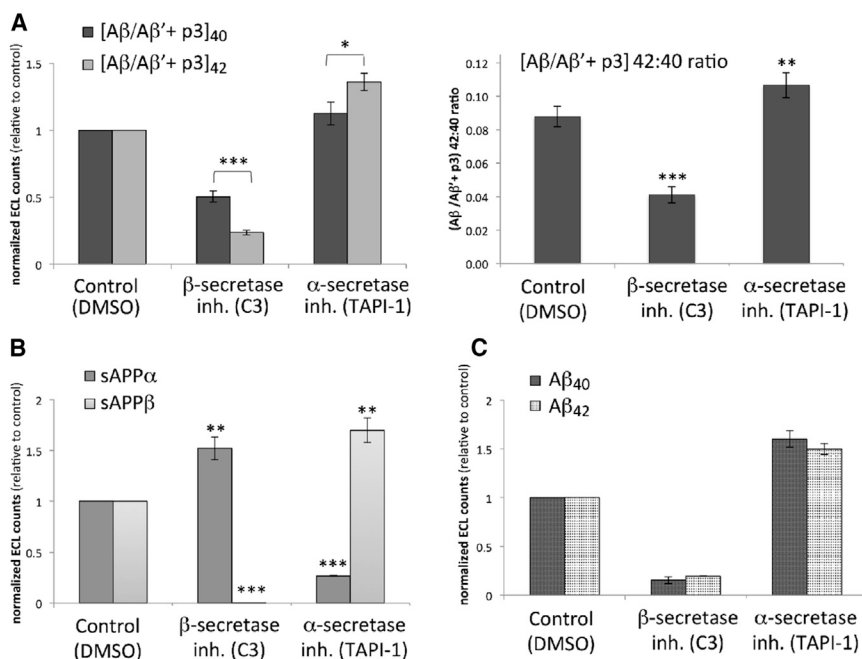 A
[Aβ/Aβ'+ p3]40
[Aβ/Aβ'+ p3]42
normalized ECL counts (relative to control)
1.5
1
0.5
0
***
*
Control
(DMSO)
β-secretase
inh. (C3)
α-secretase
inh. (TAPI-1)
[Aβ/Aβ'+ p3] 42:40 ratio
(Aβ /Aβ'+ p3) 42:40 ratio
0.12
0.10
0.08
0.06
0.04
0.02
0.00
***
**
Control
(DMSO)
β-secretase
inh. (C3)
α-secretase
inh. (TAPI-1)
B
sAPPα
sAPPβ
normalized ECL counts (relative to control)
2
1.5
1
0.5
0
**
***
***
**
Control
(DMSO)
β-secretase
inh. (C3)
α-secretase
inh. (TAPI-1)
C
Aβ40
Aβ42
normalized ECL counts (relative to control)
2
1.5
1
0.5
0
Control
(DMSO)
β-secretase
inh. (C3)
α-secretase
inh. (TAPI-1)